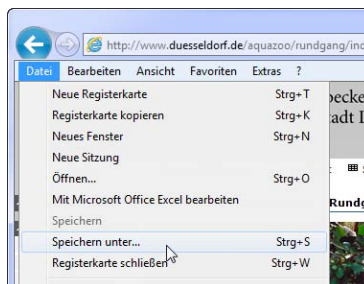 http://www.duesseldorf.de/aquazoo/rundgang/in
Datei Bearbeiten Ansicht Favoriten Extras ?
Neue Registerkarte Strg+T
Registerkarte kopieren Strg+K
Neues Fenster Strg+N
Neue Sitzung
Öffnen... Strg+O
Mit Microsoft Office Excel bearbeiten
Speichern
Speichern unter... Strg+S
Registerkarte schließen Strg+W